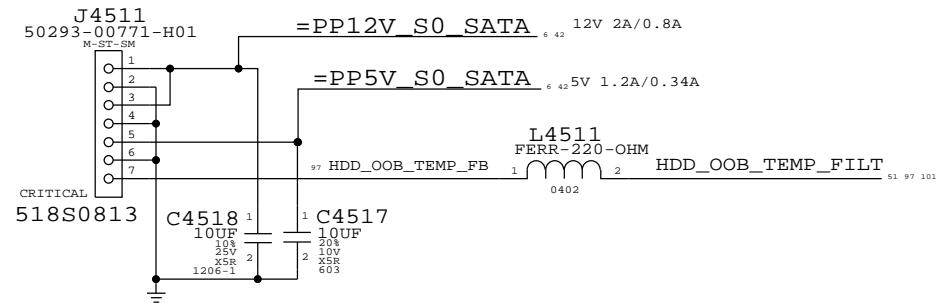 J4511
50293-00771-H01
M-ST-SM
1
2
3
4
5
6
7
CRITICAL
518S0813
=PP12V_S0_SATA 6 42 12V 2A/0.8A
=PP5V_S0_SATA 6 42 5V 1.2A/0.34A
97 HDD_OOB_TEMP_FB
L4511
FERR-220-OHM
1 2
0402
HDD_OOB_TEMP_FILT 51 97 101
C4518
10UF
10%
25V
X5R
1206-1
1
2
C4517
10UF
20%
10V
X5R
603
1
2